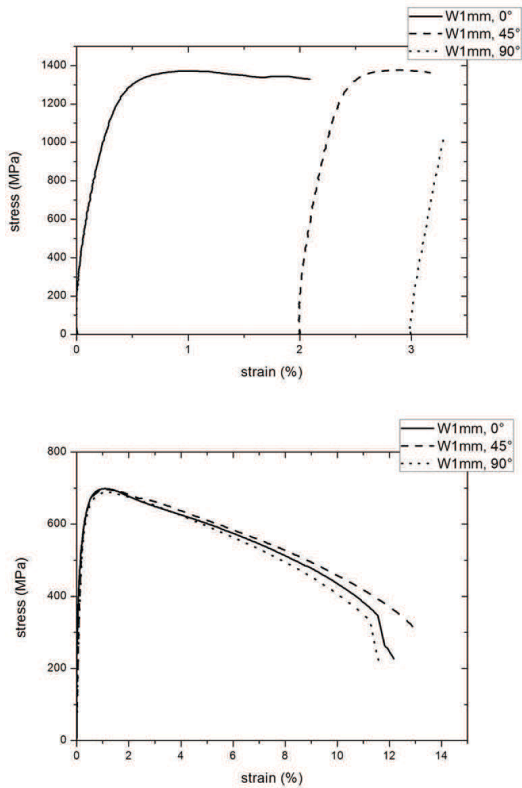 W1mm, 0°
W1mm, 45°
W1mm, 90°
1400
1200
1000
800
600
400
200
0
stress (MPa)
0 1 2 3
strain (%)
W1mm, 0°
W1mm, 45°
W1mm, 90°
800
600
400
200
0
stress (MPa)
0 2 4 6 8 10 12 14
strain (%)